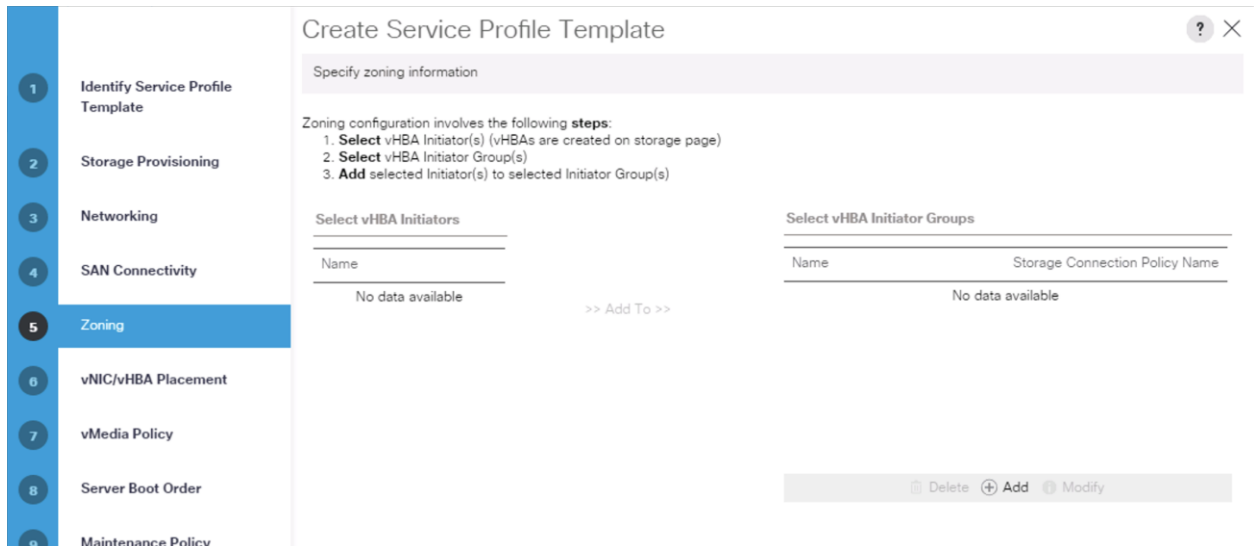 Create Service Profile Template
?
Specify zoning information
1
Identify Service Profile
Template
2
Storage Provisioning
3
Networking
4
SAN Connectivity
5
Zoning
6
vNIC/vHBA Placement
7
vMedia Policy
8
Server Boot Order
9
Maintenance Policy
Zoning configuration involves the following steps:
1. Select vHBA Initiator(s) (vHBAs are created on storage page)
2. Select vHBA Initiator Group(s)
3. Add selected Initiator(s) to selected Initiator Group(s)
Select vHBA Initiators
Name
No data available
>> Add To >>
Select vHBA Initiator Groups
Name Storage Connection Policy Name
No data available
Delete Add Modify